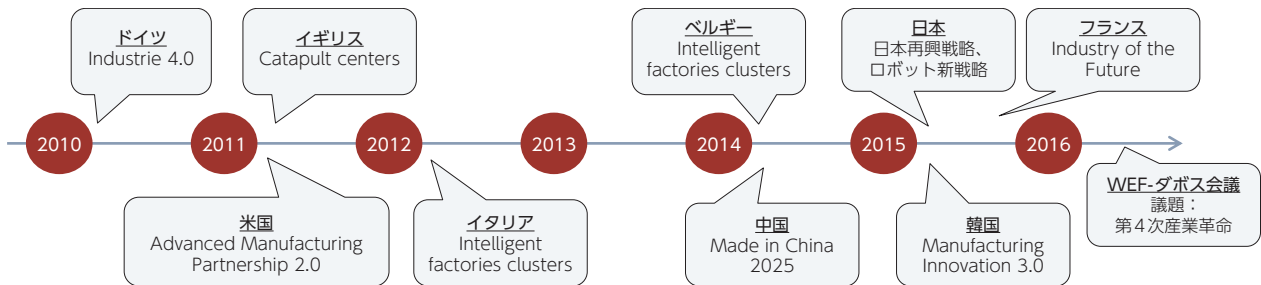 ドイツ
Industrie 4.0
イギリス
Catapult centers
ベルギー
Intelligent
factories clusters
日本
日本再興戦略、
ロボット新戦略
フランス
Industry of the
Future
2010
2011
2012
2013
2014
2015
2016
米国
Advanced Manufacturing
Partnership 2.0
イタリア
Intelligent
factories clusters
中国
Made in China
2025
韓国
Manufacturing
Innovation 3.0
WEF-ダボス会議
議題：
第４次産業革命